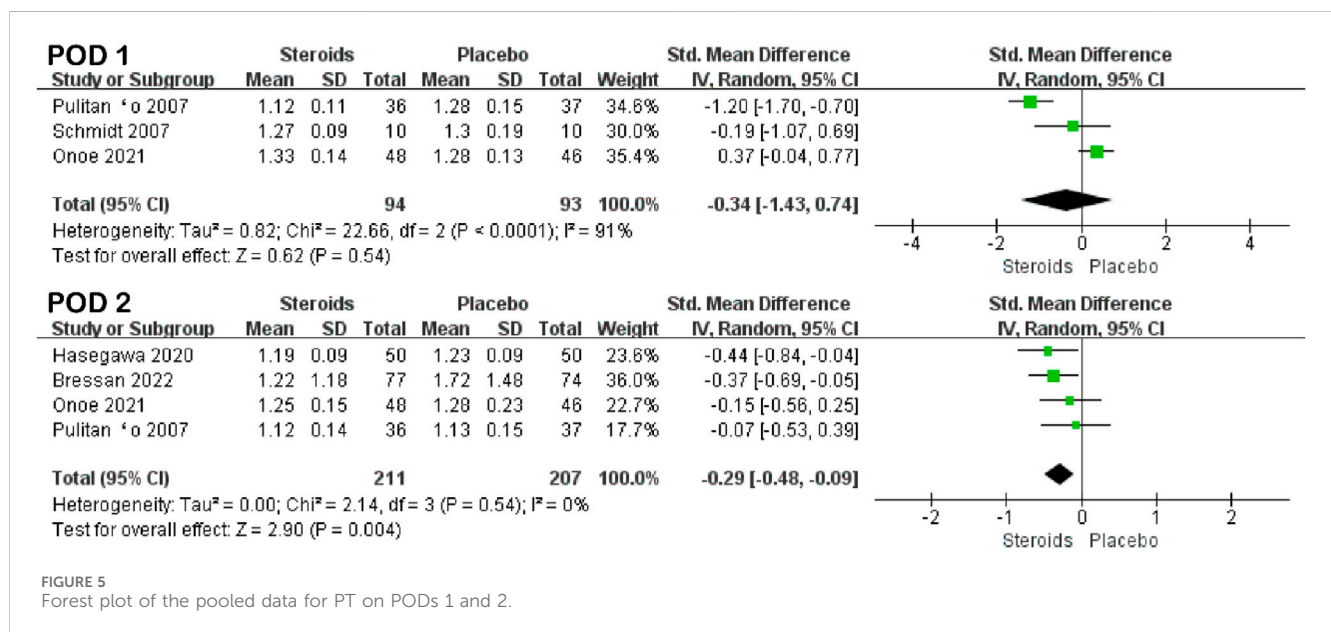 POD 1 Steroids Placebo Std. Mean Difference Std. Mean Difference
Study or Subgroup Mean SD Total Mean SD Total Weight IV, Random, 95% CI IV, Random, 95% CI
Pulitan ‘o 2007 1.12 0.11 36 1.28 0.15 37 34.6% -1.20 [-1.70, -0.70]
Schmidt 2007 1.27 0.09 10 1.3 0.19 10 30.0% -0.19 [-1.07, 0.69]
Onoe 2021 1.33 0.14 48 1.28 0.13 46 35.4% 0.37 [-0.04, 0.77]
Total (95% CI) 94 93 100.0% -0.34 [-1.43, 0.74]
Heterogeneity: Tau² = 0.82; Chi² = 22.66, df = 2 (P < 0.0001); I² = 91%
Test for overall effect: Z = 0.62 (P = 0.54)
-4 -2 0 2 4
Steroids Placebo
POD 2 Steroids Placebo Std. Mean Difference Std. Mean Difference
Study or Subgroup Mean SD Total Mean SD Total Weight IV, Random, 95% CI IV, Random, 95% CI
Hasegawa 2020 1.19 0.09 50 1.23 0.09 50 23.6% -0.44 [-0.84, -0.04]
Bressan 2022 1.22 1.18 77 1.72 1.48 74 36.0% -0.37 [-0.69, -0.05]
Onoe 2021 1.25 0.15 48 1.28 0.23 46 22.7% -0.15 [-0.56, 0.25]
Pulitan ‘o 2007 1.12 0.14 36 1.13 0.15 37 17.7% -0.07 [-0.53, 0.39]
Total (95% CI) 211 207 100.0% -0.29 [-0.48, -0.09]
Heterogeneity: Tau² = 0.00; Chi² = 2.14, df = 3 (P = 0.54); I² = 0%
Test for overall effect: Z = 2.90 (P = 0.004)
-2 -1 0 1 2
Steroids Placebo
FIGURE 5
Forest plot of the pooled data for PT on PODs 1 and 2.